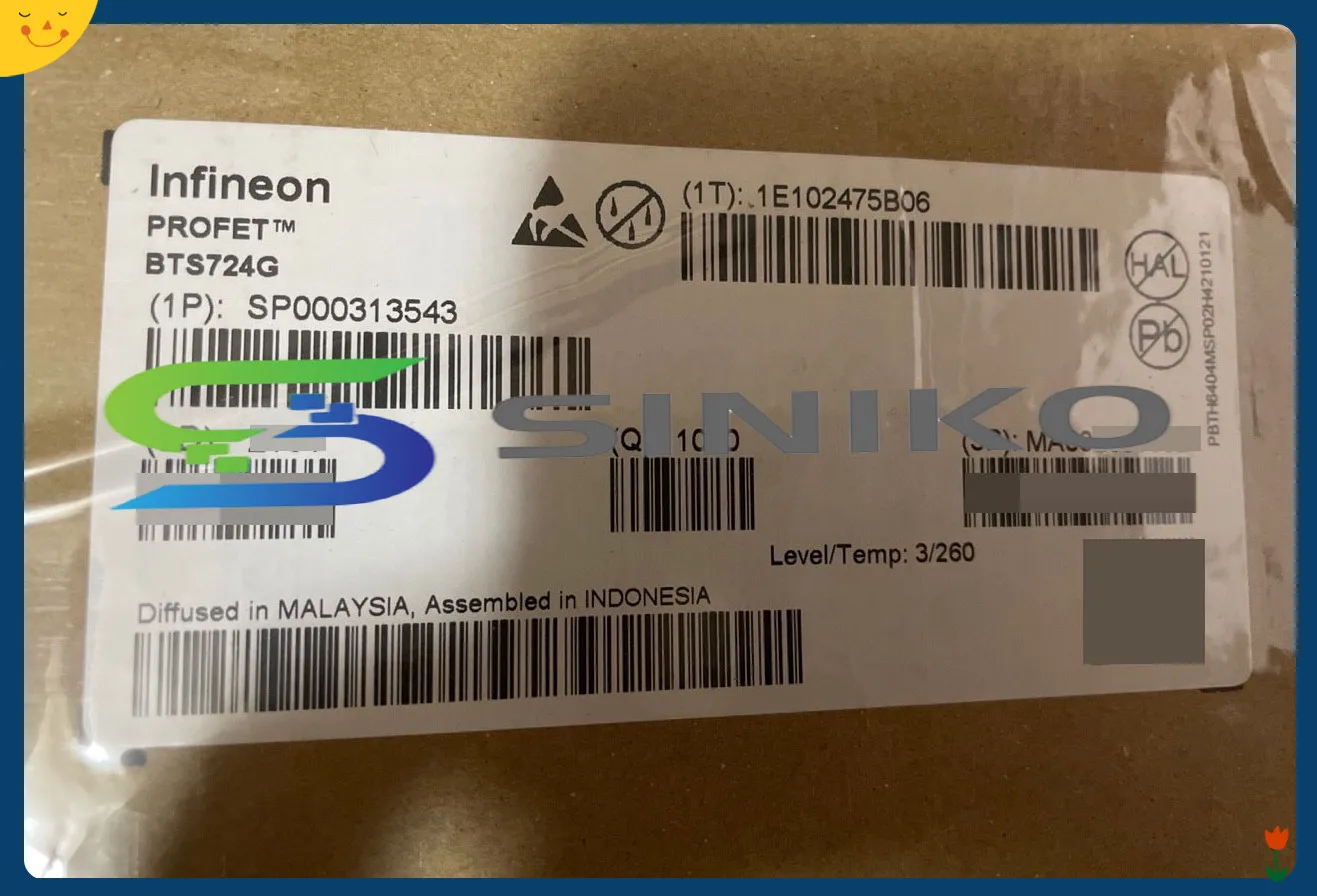 Infineon
PROFET™
BTS724G
(1P): SP000313543
(1T): 1E102475B06
HAL
Pb
PBTH6404MSP02H4210121
SINIKO
Level/Temp: 3/260
Diffused in MALAYSIA, Assembled in INDONESIA